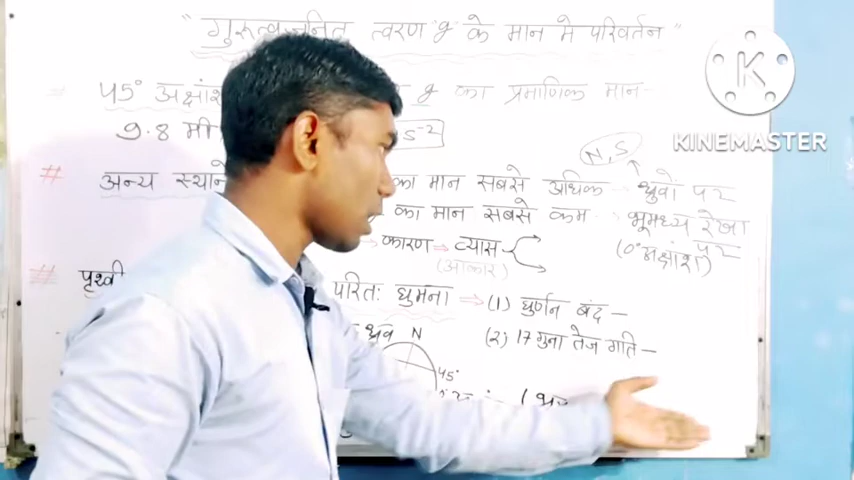 "गुरुत्वजनित त्वरण g के मान मे परिवर्तन"
# 45° अक्षांश g का प्रमाणिक मान-
9.8 मी s⁻²
N, S
# अन्य स्थानो का मान सबसे अधिक → ध्रुवों पर
का मान सबसे कम → भूमध्य रेखा पर
(0° अक्षांश)
→ कारण → व्यास
(आकार)
# पृथ्वी परितः घुमना ⇒ (1) घुर्णन बंद —
(2) 17 गुना तेज गति —
ध्रुव N
45°
K
KINEMASTER